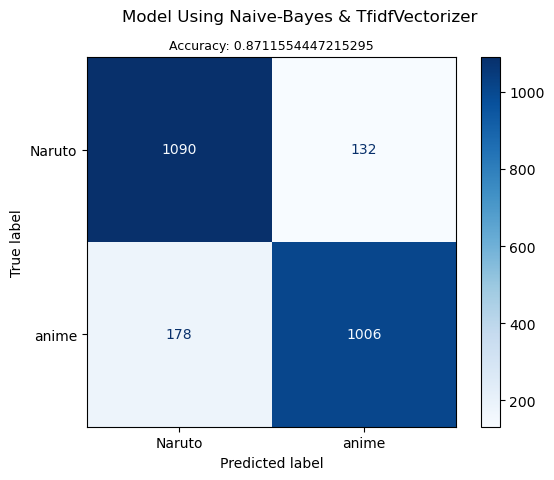 Model Using Naive-Bayes & TfidfVectorizer
Accuracy: 0.8711554447215295
Naruto
1090
132
anime
178
1006
Naruto
anime
True label
Predicted label
1000
800
600
400
200